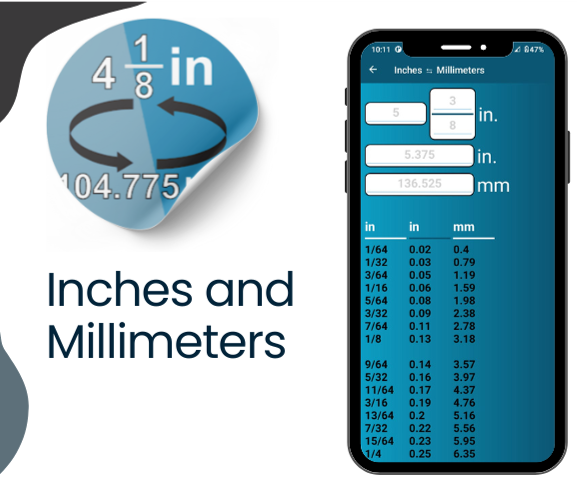 4 1/8 in
104.775
Inches and
Millimeters
10:11 47%
← Inches ⇆ Millimeters
5 3/8 in.
5.375 in.
136.525 mm
in in mm
1/64 0.02 0.4
1/32 0.03 0.79
3/64 0.05 1.19
1/16 0.06 1.59
5/64 0.08 1.98
3/32 0.09 2.38
7/64 0.11 2.78
1/8 0.13 3.18
9/64 0.14 3.57
5/32 0.16 3.97
11/64 0.17 4.37
3/16 0.19 4.76
13/64 0.2 5.16
7/32 0.22 5.56
15/64 0.23 5.95
1/4 0.25 6.35